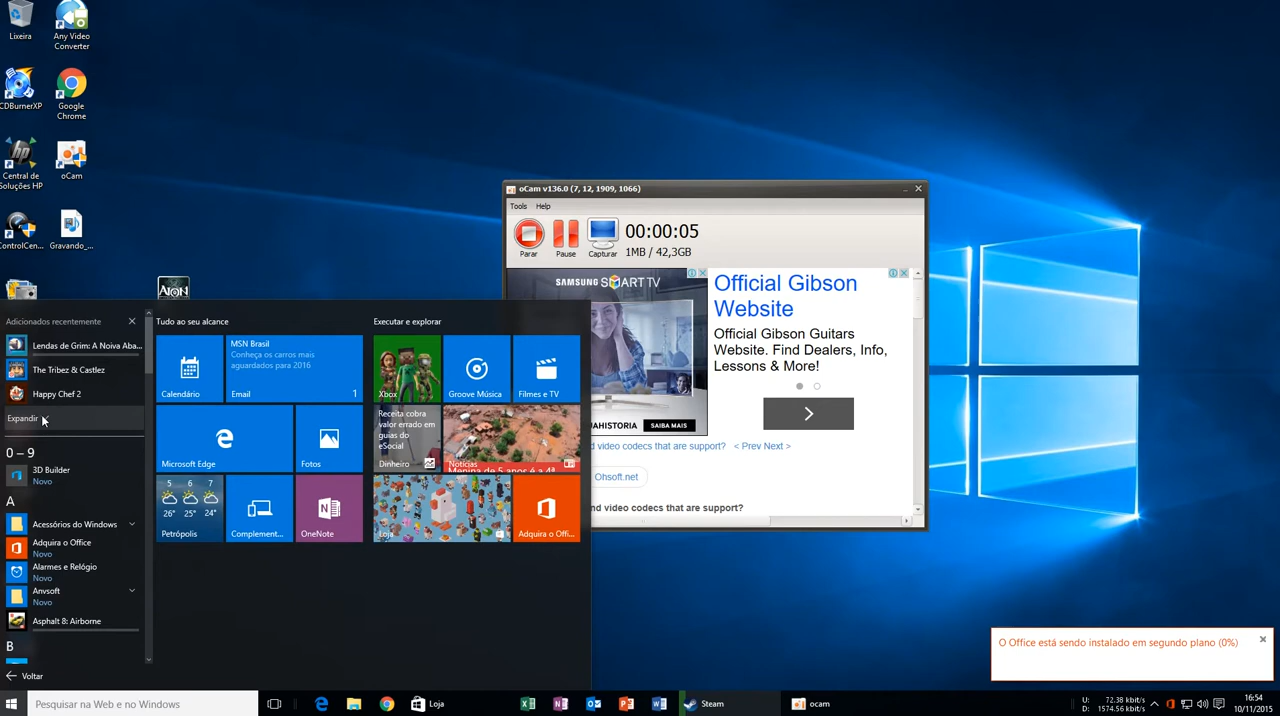 Lixeira
Any Video
Converter
CDBurnerXP
Google
Chrome
hp
Central de
Soluções HP
oCam
ControlCen...
Gravando_...
AION
oCam v136.0 (7, 12, 1909, 1066)
Tools Help
Parar
Pause
Capturar
00:00:05
1MB / 42,3GB
SAMSUNG SMART TV
UAHISTORIA SAIBA MAIS
Official Gibson
Website
Official Gibson Guitars
Website. Find Dealers, Info,
Lessons & More!
d video codecs that are support? < Prev Next >
Ohsoft.net
nd video codecs that are support?
Adicionados recentemente
Lendas de Grim: A Noiva Aba...
The Tribez & Castlez
Happy Chef 2
Expandir
0 – 9
3D Builder
Novo
A
Acessórios do Windows
Adquira o Office
Novo
Alarmes e Relógio
Novo
Anvsoft
Novo
Asphalt 8: Airborne
B
Voltar
Tudo ao seu alcance
Calendário
MSN Brasil
Conheça os carros mais
aguardados para 2016
Email 1
Microsoft Edge
Fotos
5 6 7
26° 25° 24°
Petrópolis
Complement...
OneNote
Executar e explorar
Xbox
Groove Música
Filmes e TV
Receita cobra
valor errado em
guias do
eSocial
Dinheiro
Notícias
Menina de 5 anos é a 4ª
Loja
Adquira o Offi...
O Office está sendo instalado em segundo plano (0%)
Pesquisar na Web e no Windows
Loja
Steam
ocam
U: 72.38 kbit/s
D: 1574.56 kbit/s
16:54
10/11/2015